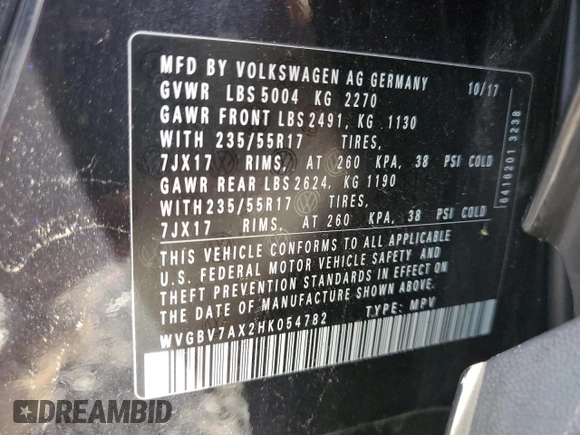 MFD BY VOLKSWAGEN AG GERMANY 10/17
GVWR LBS 5004 KG 2270
GAWR FRONT LBS 2491, KG 1130
WITH 235/55R17 TIRES,
7JX17 RIMS, AT 260 KPA, 38 PSI COLD
GAWR REAR LBS 2624, KG 1190
WITH 235/55R17 TIRES,
7JX17 RIMS, AT 260 KPA, 38 PSI COLD
THIS VEHICLE CONFORMS TO ALL APPLICABLE
U.S. FEDERAL MOTOR VEHICLE SAFETY AND
THEFT PREVENTION STANDARDS IN EFFECT ON
THE DATE OF MANUFACTURE SHOWN ABOVE.
WVGBV7AX2HK054782 TYPE: MPV
64162013238
DREAMBID